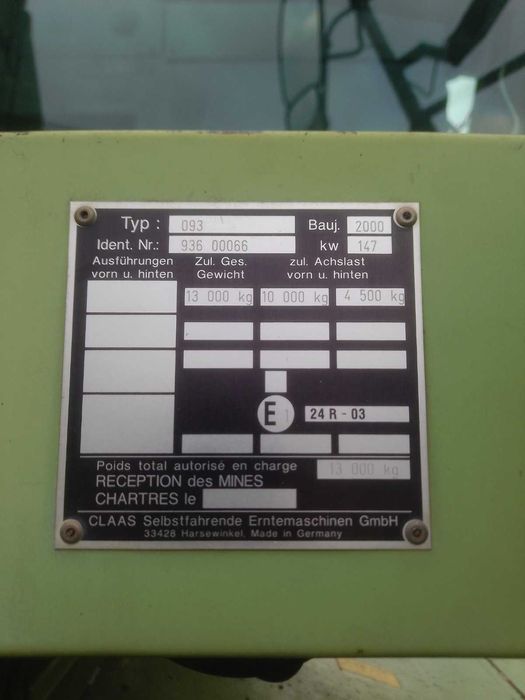 Typ : 093 Bauj. 2000
Ident. Nr.: 936 00066 kw 147
Ausführungen Zul. Ges. zul. Achslast
vorn u. hinten Gewicht vorn u. hinten
13 000 kg 10 000 kg 4 500 kg
E 1 24 R - 03
Poids total autorisé en charge 13 000 kg
RECEPTION des MINES
CHARTRES le
CLAAS Selbstfahrende Erntemaschinen GmbH
33428 Harsewinkel, Made in Germany